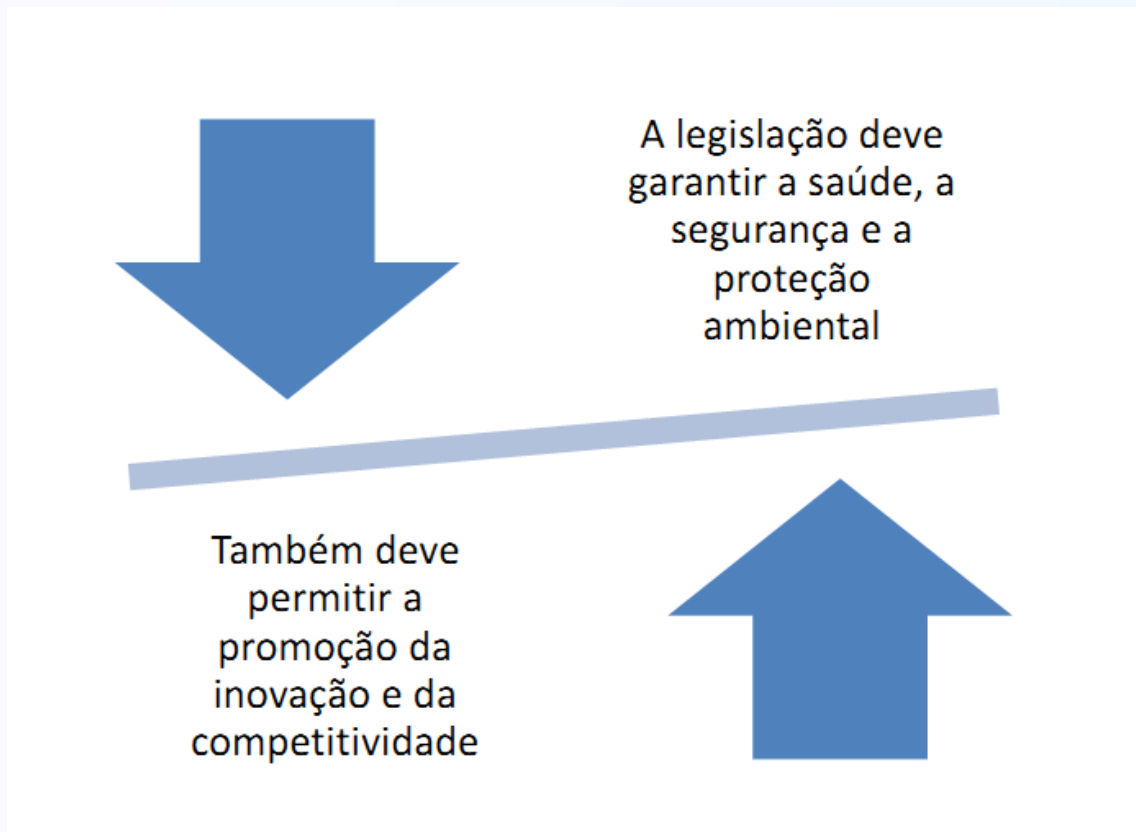 A legislação deve
garantir a saúde, a
segurança e a
proteção
ambiental
Também deve
permitir a
promoção da
inovação e da
competitividade